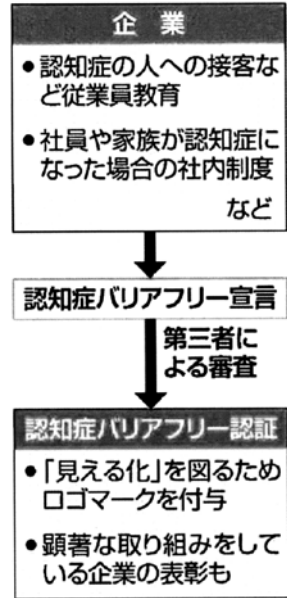 企業
●認知症の人への接客な
ど従業員教育
●社員や家族が認知症に
なった場合の社内制度
など
認知症バリアフリー宣言
第三者に
よる審査
認知症バリアフリー認証
●「見える化」を図るため
ロゴマークを付与
●顕著な取り組みをして
いる企業の表彰も